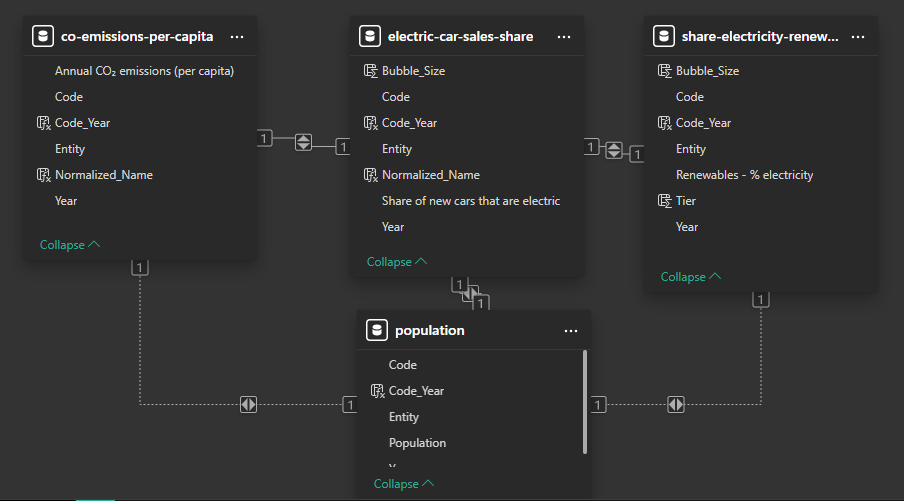 co-emissions-per-capita ...
Annual CO₂ emissions (per capita)
Code
Code_Year
Entity
Normalized_Name
Year
Collapse
electric-car-sales-share ...
Bubble_Size
Code
Code_Year
Entity
Normalized_Name
Share of new cars that are electric
Year
Collapse
share-electricity-renew... ...
Bubble_Size
Code
Code_Year
Entity
Renewables - % electricity
Tier
Year
Collapse
1
1
1
1
1
1
1
1
population ...
Code
Code_Year
Entity
Population
Collapse
1
1